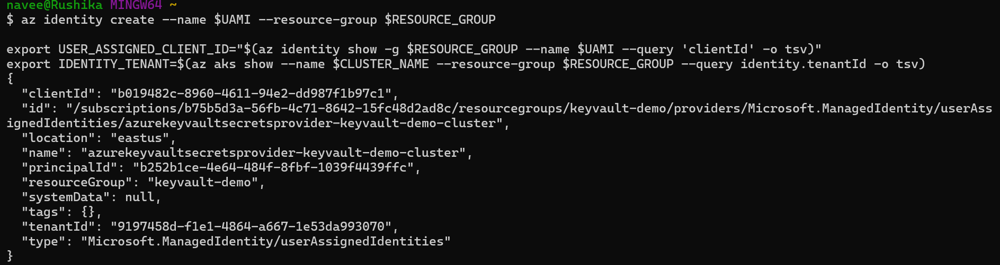 navee@Rushika MINGW64 ~
$ az identity create --name $UAMI --resource-group $RESOURCE_GROUP
export USER_ASSIGNED_CLIENT_ID="$(az identity show -g $RESOURCE_GROUP --name $UAMI --query 'clientId' -o tsv)"
export IDENTITY_TENANT=$(az aks show --name $CLUSTER_NAME --resource-group $RESOURCE_GROUP --query identity.tenantId -o tsv)
{
  "clientId": "b019482c-8960-4611-94e2-dd987f1b97c1",
  "id": "/subscriptions/b75b5d3a-56fb-4c71-8642-15fc48d2ad8c/resourcegroups/keyvault-demo/providers/Microsoft.ManagedIdentity/userAss
ignedIdentities/azurekeyvaultsecretsprovider-keyvault-demo-cluster",
  "location": "eastus",
  "name": "azurekeyvaultsecretsprovider-keyvault-demo-cluster",
  "principalId": "b252b1ce-4e64-484f-8fbf-1039f4439ffc",
  "resourceGroup": "keyvault-demo",
  "systemData": null,
  "tags": {},
  "tenantId": "9197458d-f1e1-4864-a667-1e53da993070",
  "type": "Microsoft.ManagedIdentity/userAssignedIdentities"
}